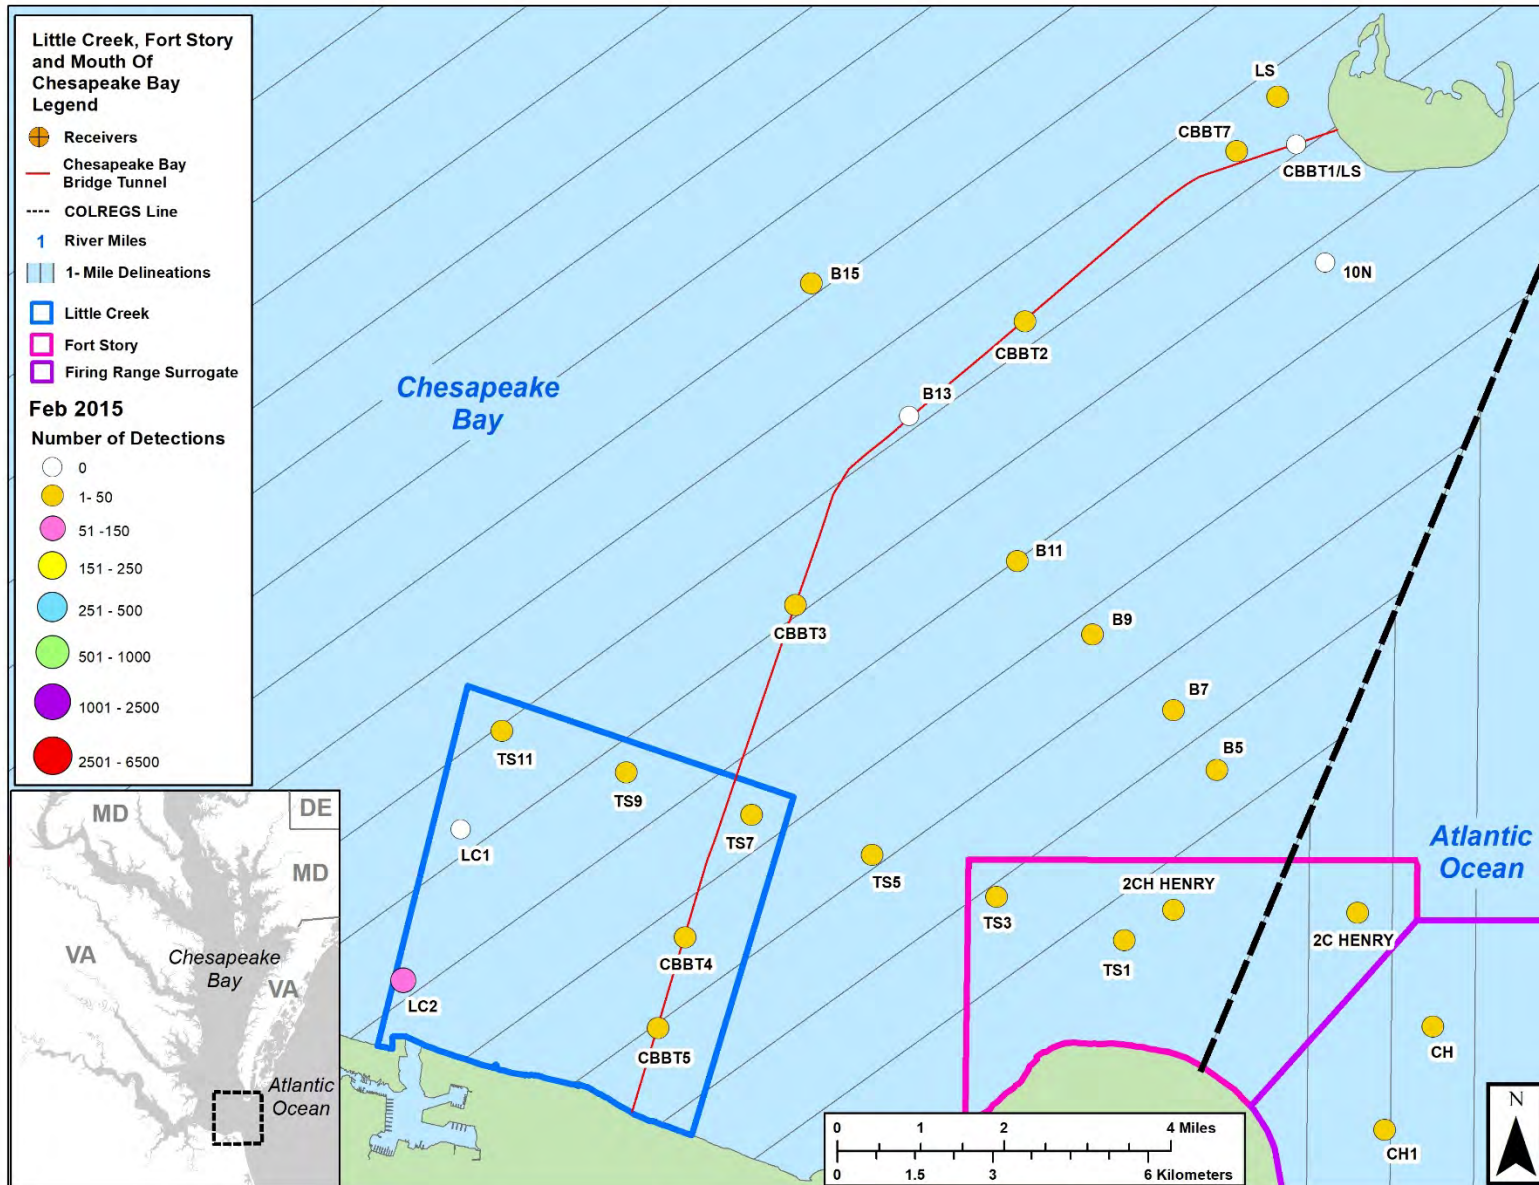 Little Creek, Fort Story
and Mouth Of
Chesapeake Bay
Legend
Receivers
Chesapeake Bay
Bridge Tunnel
COLREGS Line
1 River Miles
1- Mile Delineations
Little Creek
Fort Story
Firing Range Surrogate
Feb 2015
Number of Detections
0
1- 50
51 -150
151 - 250
251 - 500
501 - 1000
1001 - 2500
2501 - 6500
LS
CBBT7
CBBT1/LS
10N
B15
CBBT2
Chesapeake
Bay
B13
B11
CBBT3
B9
B7
B5
TS11
TS9
TS7
LC1
TS5
Atlantic
Ocean
2CH HENRY
TS3
2C HENRY
TS1
CBBT4
LC2
CH
CBBT5
CH1
MD
DE
MD
VA
Chesapeake
Bay
VA
Atlantic
Ocean
0 1 2 4 Miles
0 1.5 3 6 Kilometers
N